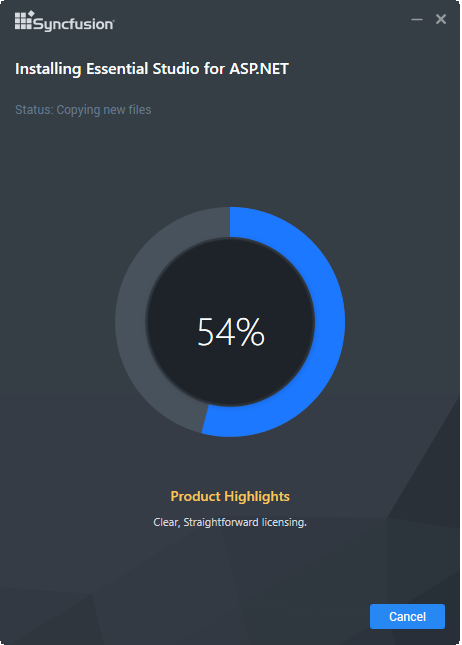 Syncfusion
Installing Essential Studio for ASP.NET
Status: Copying new files
54%
Product Highlights
Clear, Straightforward licensing.
Cancel